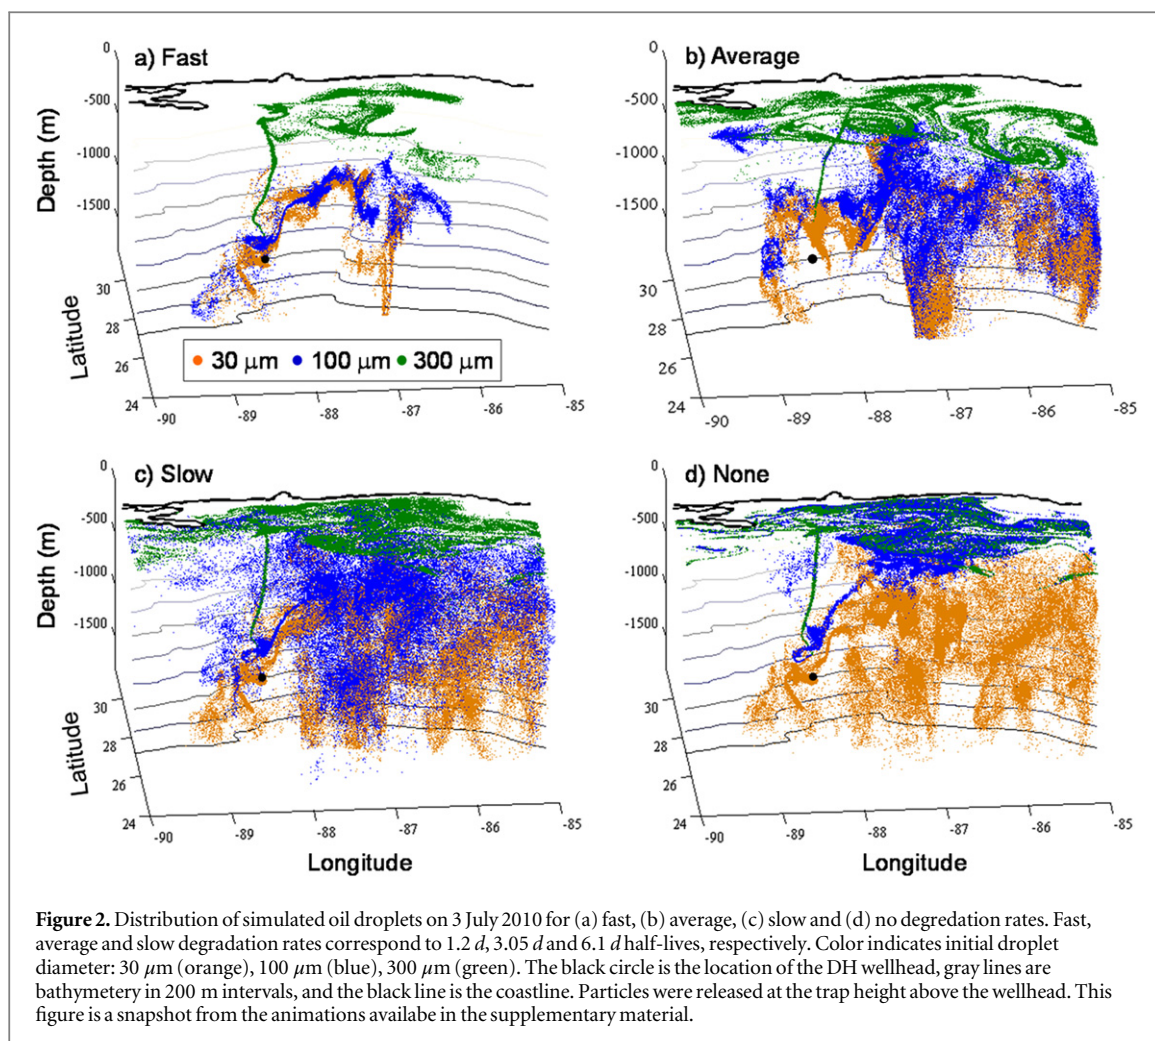 a) Fast
b) Average
0
-500
-1000
-1500
Depth (m)
30
28
26
24
Latitude
-90
-89
-88
-87
-86
-85
30 μm
100 μm
300 μm
0
-500
-1000
-1500
30
28
26
24
-90
-89
-88
-87
-86
-85
c) Slow
d) None
0
-500
-1000
-1500
Depth (m)
30
28
26
24
Latitude
-90
-89
-88
-87
-86
-85
Longitude
0
-500
-1000
-1500
30
28
26
24
Latitude
-90
-89
-88
-87
-86
-85
Longitude
Figure 2. Distribution of simulated oil droplets on 3 July 2010 for (a) fast, (b) average, (c) slow and (d) no degredation rates. Fast,
average and slow degradation rates correspond to 1.2 d, 3.05 d and 6.1 d half-lives, respectively. Color indicates initial droplet
diameter: 30 μm (orange), 100 μm (blue), 300 μm (green). The black circle is the location of the DH wellhead, gray lines are
bathymetery in 200 m intervals, and the black line is the coastline. Particles were released at the trap height above the wellhead. This
figure is a snapshot from the animations availabe in the supplementary material.